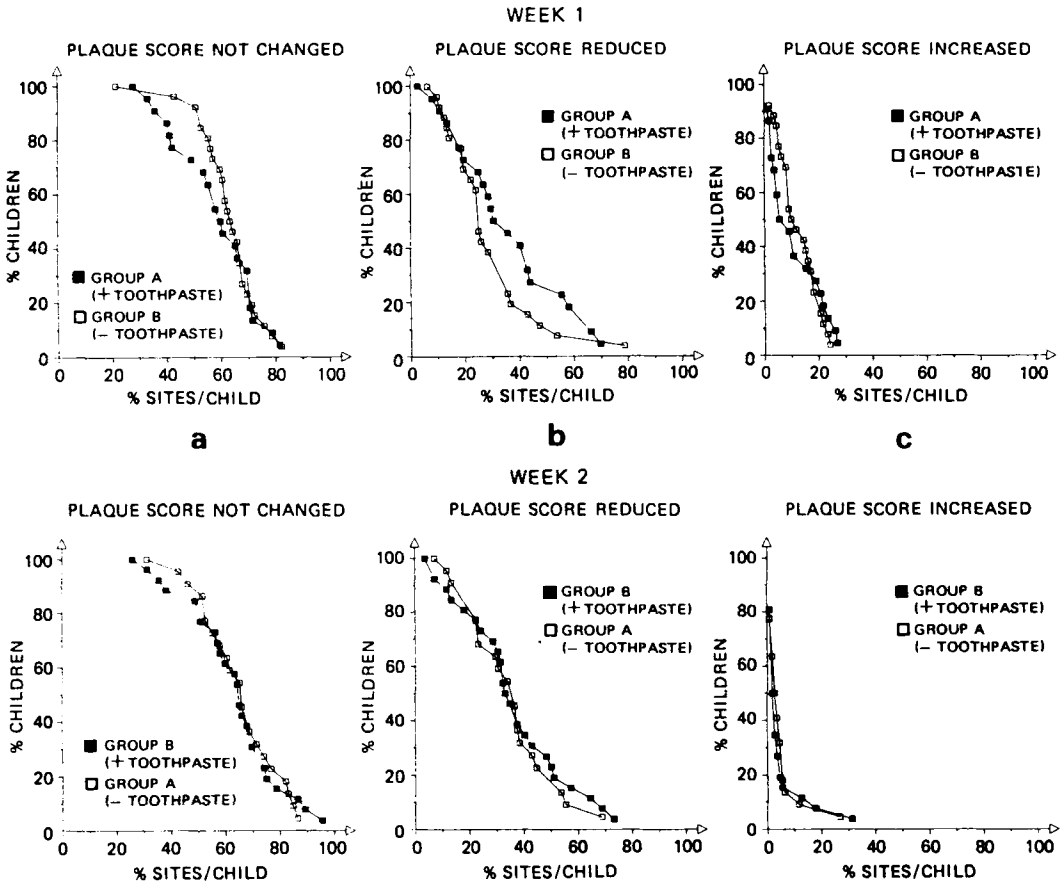 WEEK 1
PLAQUE SCORE NOT CHANGED
% CHILDREN
100
80
60
40
20
0
GROUP A
(+ TOOTHPASTE)
GROUP B
(− TOOTHPASTE)
0 20 40 60 80 100
% SITES/CHILD
a
PLAQUE SCORE REDUCED
% CHILDREN
100
80
60
40
20
0
GROUP A
(+ TOOTHPASTE)
GROUP B
(− TOOTHPASTE)
0 20 40 60 80 100
% SITES/CHILD
b
PLAQUE SCORE INCREASED
% CHILDREN
100
80
60
40
20
0
GROUP A
(+ TOOTHPASTE)
GROUP B
(− TOOTHPASTE)
0 20 40 60 80 100
% SITES/CHILD
c
WEEK 2
PLAQUE SCORE NOT CHANGED
% CHILDREN
100
80
60
40
20
0
GROUP B
(+ TOOTHPASTE)
GROUP A
(− TOOTHPASTE)
0 20 40 60 80 100
% SITES/CHILD
PLAQUE SCORE REDUCED
% CHILDREN
100
80
60
40
20
0
GROUP B
(+ TOOTHPASTE)
GROUP A
(− TOOTHPASTE)
0 20 40 60 80 100
% SITES/CHILD
PLAQUE SCORE INCREASED
% CHILDREN
100
80
60
40
20
0
GROUP B
(+ TOOTHPASTE)
GROUP A
(− TOOTHPASTE)
0 20 40 60 80 100
% SITES/CHILD